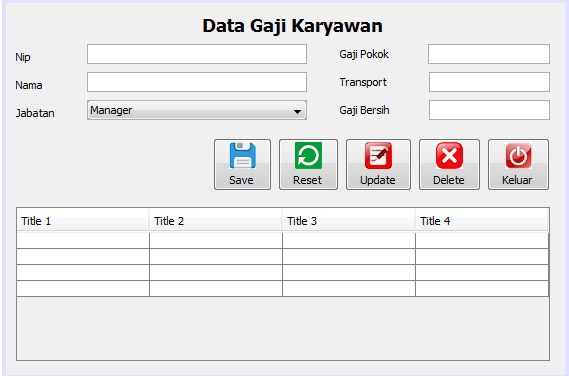 Data Gaji Karyawan
Nip
Gaji Pokok
Nama
Transport
Jabatan
Manager
Gaji Bersih
Save
Reset
Update
Delete
Keluar
Title 1
Title 2
Title 3
Title 4